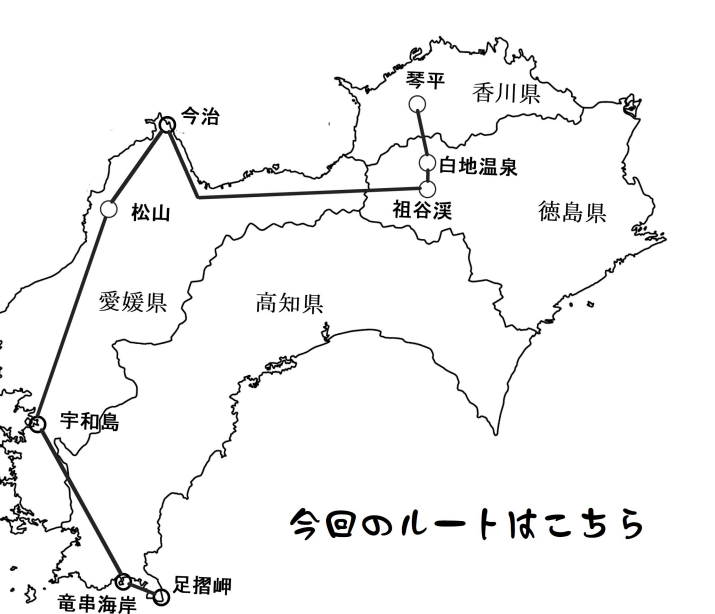 琴平
香川県
今治
白地温泉
祖谷渓
松山
徳島県
愛媛県
高知県
宇和島
今回のルートはこちら
足摺岬
竜串海岸